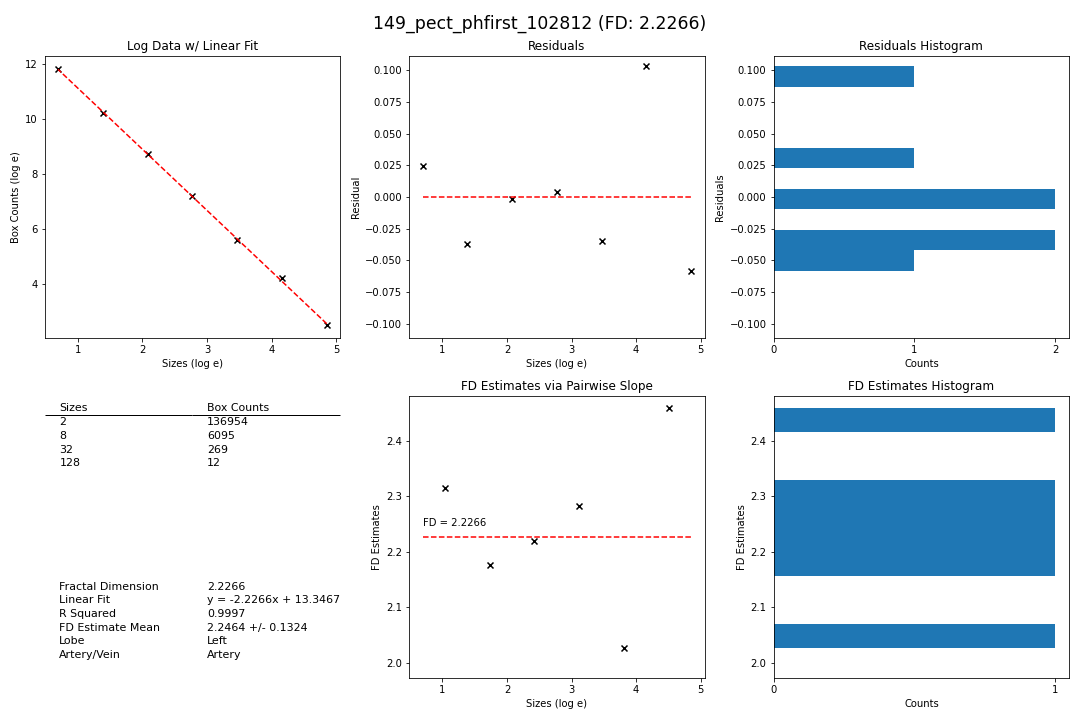 149_pect_phfirst_102812 (FD: 2.2266)
Log Data w/ Linear Fit
Box Counts (log e)
12
10
8
6
4
1 2 3 4 5
Sizes (log e)
Residuals
Residual
0.100
0.075
0.050
0.025
0.000
−0.025
−0.050
−0.075
−0.100
1 2 3 4 5
Sizes (log e)
Residuals Histogram
Residuals
0.100
0.075
0.050
0.025
0.000
−0.025
−0.050
−0.075
−0.100
0 1 2
Counts
Sizes Box Counts
2 136954
8 6095
32 269
128 12
Fractal Dimension 2.2266
Linear Fit y = -2.2266x + 13.3467
R Squared 0.9997
FD Estimate Mean 2.2464 +/- 0.1324
Lobe Left
Artery/Vein Artery
FD Estimates via Pairwise Slope
FD Estimates
2.4
2.3
2.2
2.1
2.0
FD = 2.2266
1 2 3 4 5
Sizes (log e)
FD Estimates Histogram
FD Estimates
2.4
2.3
2.2
2.1
2.0
0 1
Counts